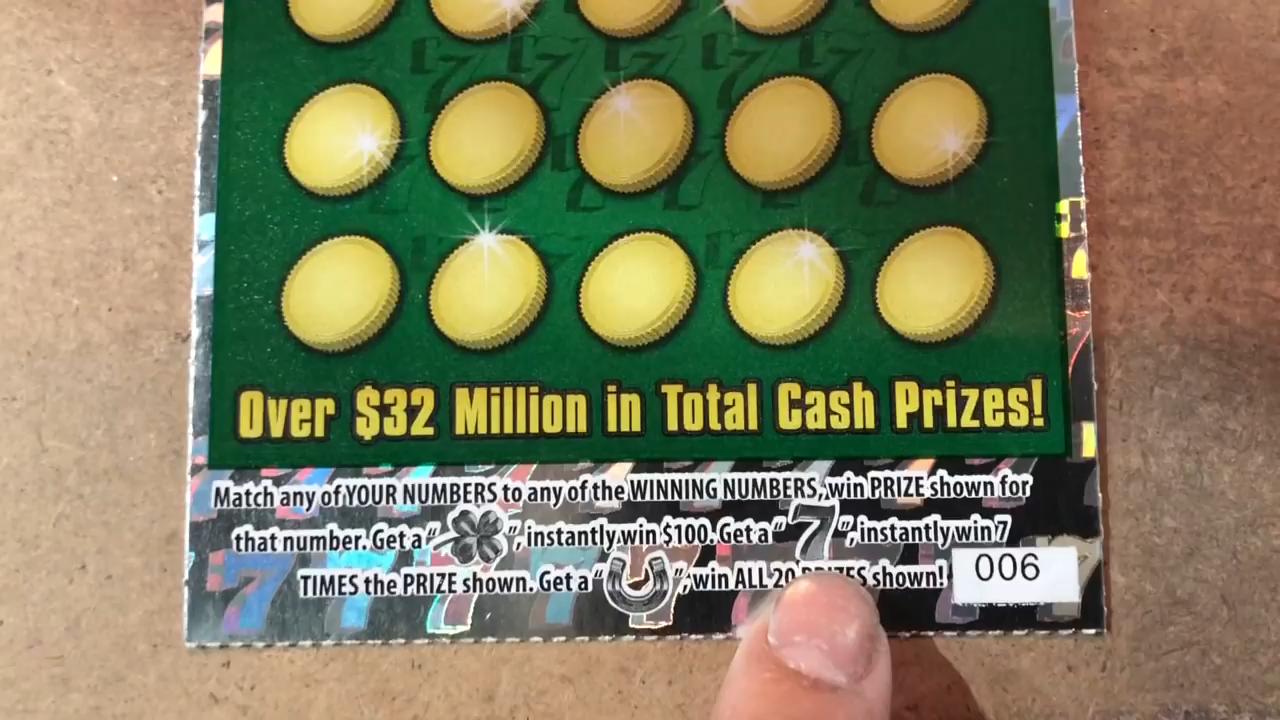 Over $32 Million in Total Cash Prizes!
Match any of YOUR NUMBERS to any of the WINNING NUMBERS, win PRIZE shown for
that number. Get a " ", instantly win $100. Get a "7", instantly win 7
TIMES the PRIZE shown. Get a " ", win ALL 20 PRIZES shown!
006